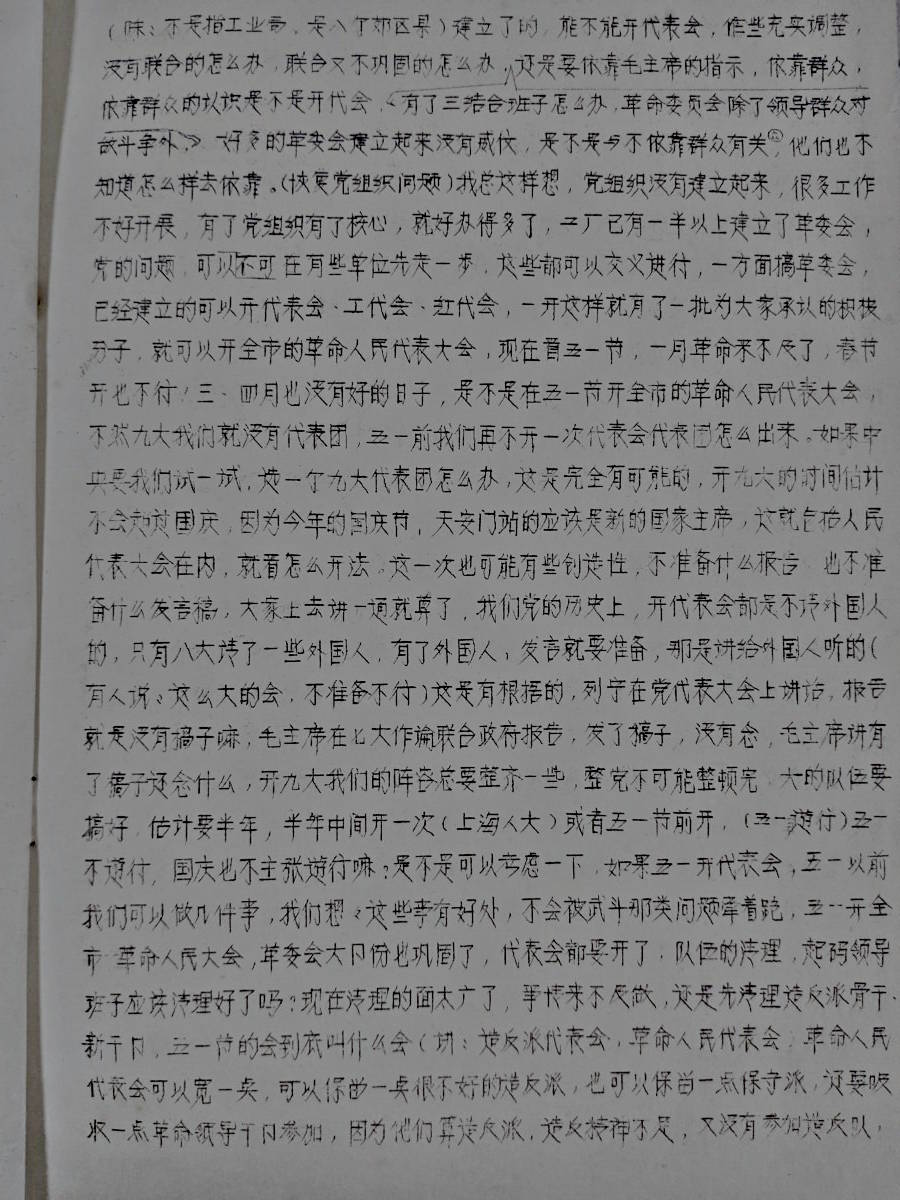 （陈：不是指工业局、是八个郊区县）建立了的，能不能开代表会，作些充实调整，
没有联合的怎么办，联合又不巩固的怎么办，还是要依靠毛主席的指示，依靠群众，
依靠群众的认识是不是开代会，《有了三结合班子怎么办，革命委员会除了领导群众对
敌斗争外》好多的革委会建立起来没有威伩，是不是与不依靠群众有关，他们也不
知道怎么样去依靠。（恢复党组织问题）我总这样想，党组织没有建立起来，很多工作
不好开展，有了党组织有了核心，就好办得多了，工厂已有一半以上建立了革委会，
党的问题，可以不可在有些单位先走一步，这些都可以交叉进行，一方面搞革委会，
已经建立的可以开代表会、工代会、红代会，一开这样就有了一批为大家承认的积极
分子，就可以开全市的革命人民代表大会，现在看五一节，一月革命来不及了，春节
开也不行！三、四月也没有好的日子，是不是在五一节开全市的革命人民代表大会，
不然九大我们就没有代表团，五一前我们再不开一次代表会代表团怎么出来。如果中
央要我们试一试，选一个九大代表团怎么办，这是完全有可能的，开九大的时间估计
不会超过国庆，因为今年的国庆节，天安门站的应该是新的国家主席，这就包括人民
代表大会在内，就看怎么开法。这一次也可能有些创造性，不准备什么报告，也不准
备什么发言稿，大家上去讲一通就算了，我们党的历史上，开代表会都是不请外国人
的，只有八大请了一些外国人，有了外国人，发言就要准备，那是讲给外国人听的（
有人说：这么大的会，不准备不行）这是有根据的，列宁在党代表大会上讲话，报告
就是没有搞子嘛，毛主席在七大作论联合政府报告，发了搞子，没有念，毛主席讲有
了搞子还念什么，开九大我们的阵容总要整齐一些，整党不可能整顿完，大的队伍要
搞好，估计要半年，半年中间开一次（上海人大）或者五一节前开，（五一游行）五一
不游行，国庆也不主张游行嘛？是不是可以考虑一下，如果五一开代表会，五一以前
我们可以做几件事，我们想：这些事有好处，不会被武斗那类问题牵着跑，五一开全
市革命人民大会，革委会大口份也巩固了，代表会都要开了，队伍的清理，起码领导
班子应该清理好了吗？现在清理的面太广了，事情来不及做，还是先清理造反派骨干、
新干卩，五一节的会到底叫什么会（讲：造反派代表会，革命人民代表会，革命人民
代表会可以宽一奌，可以保留一奌很不好的造反派，也可以保留一点保守派，还要吸
收一点革命领导干卩参加，因为他们算造反派，造反精神不足，又没有参加造反队，